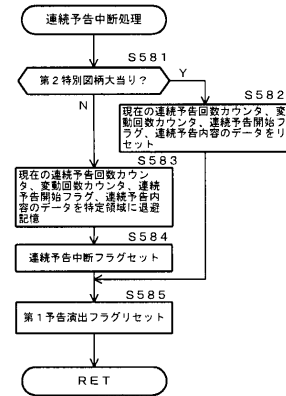 連続予告中断処理
S581
第2特別図柄大当り?
Y
N
S582
現在の連続予告回数カウンタ、変
動回数カウンタ、連続予告開始フ
ラグ、連続予告内容のデータをリ
セット
S583
現在の連続予告回数カウン
タ、変動回数カウンタ、連続
予告開始フラグ、連続予告内
容のデータを特定領域に退避
記憶
S584
連続予告中断フラグセット
S585
第1予告演出フラグリセット
RET